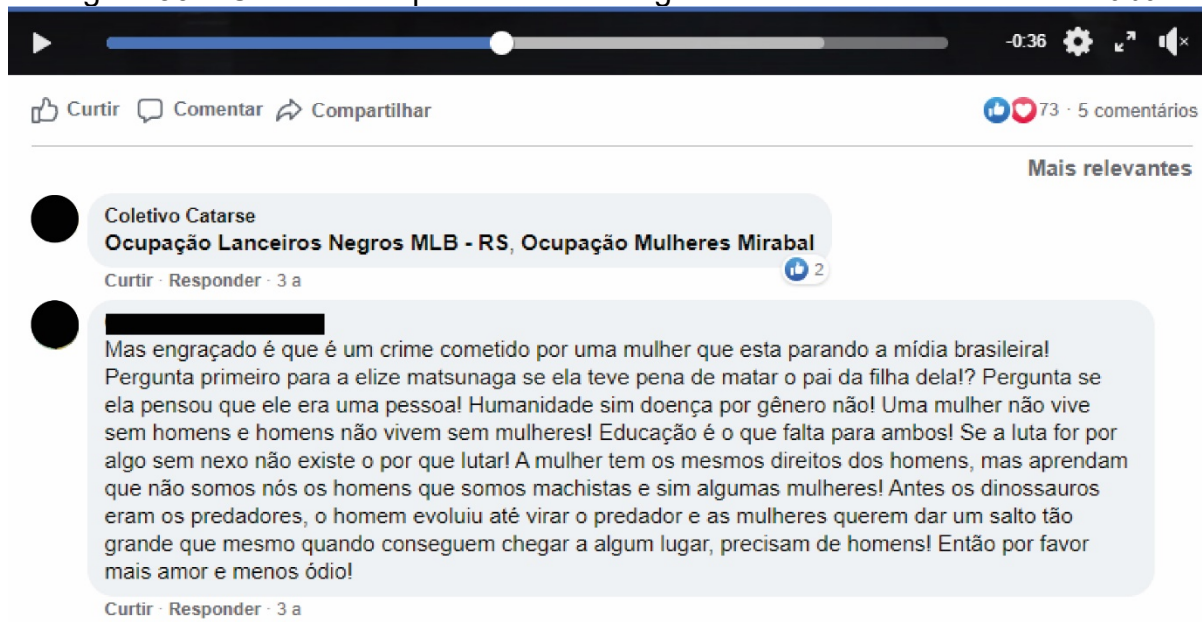 -0:36
Curtir Comentar Compartilhar 73 · 5 comentários
Mais relevantes
Coletivo Catarse
Ocupação Lanceiros Negros MLB - RS, Ocupação Mulheres Mirabal
2
Curtir · Responder · 3 a
Mas engraçado é que é um crime cometido por uma mulher que esta parando a mídia brasileira!
Pergunta primeiro para a elize matsunaga se ela teve pena de matar o pai da filha dela!? Pergunta se
ela pensou que ele era uma pessoa! Humanidade sim doença por gênero não! Uma mulher não vive
sem homens e homens não vivem sem mulheres! Educação é o que falta para ambos! Se a luta for por
algo sem nexo não existe o por que lutar! A mulher tem os mesmos direitos dos homens, mas aprendam
que não somos nós os homens que somos machistas e sim algumas mulheres! Antes os dinossauros
eram os predadores, o homem evoluiu até virar o predador e as mulheres querem dar um salto tão
grande que mesmo quando conseguem chegar a algum lugar, precisam de homens! Então por favor
mais amor e menos ódio!
Curtir · Responder · 3 a